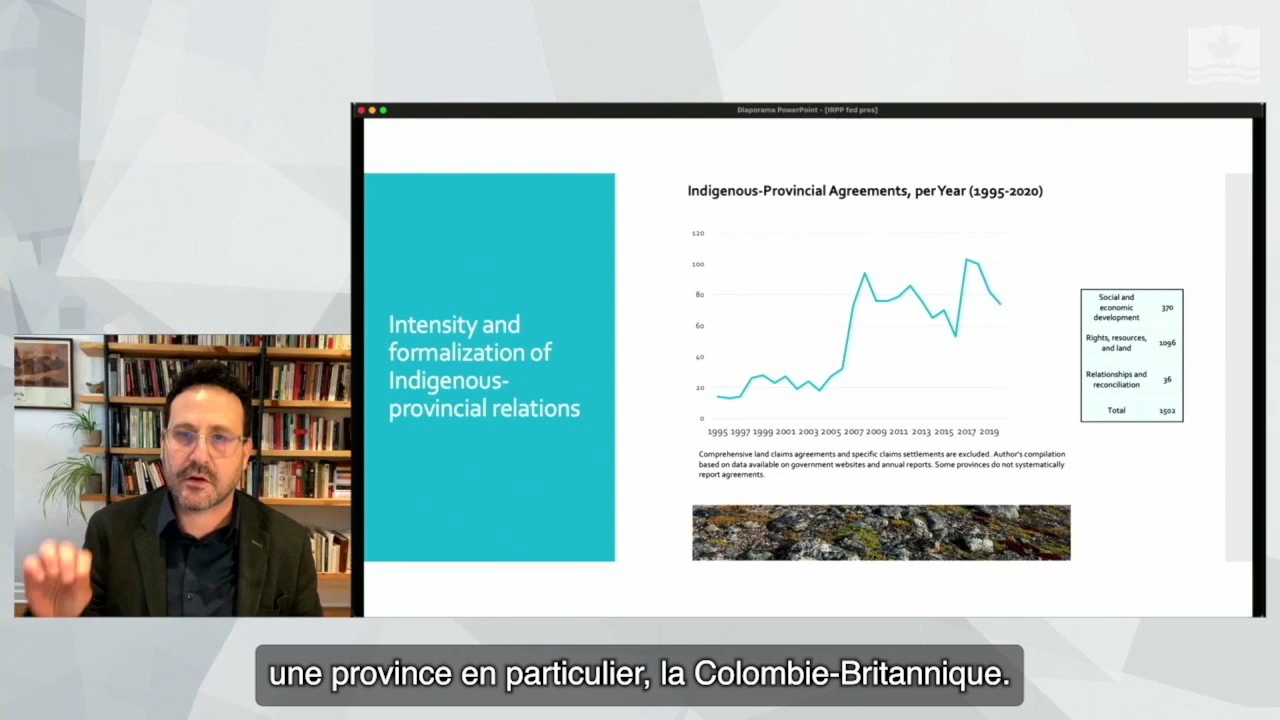 Diaporama PowerPoint - [IRPP fed pres]
Intensity and
formalization of
Indigenous-
provincial relations
Indigenous-Provincial Agreements, per Year (1995-2020)
120
100
80
60
40
20
0
1995 1997 1999 2001 2003 2005 2007 2009 2011 2013 2015 2017 2019
Comprehensive land claims agreements and specific claims settlements are excluded. Author's compilation
based on data available on government websites and annual reports. Some provinces do not systematically
report agreements.
Social and
economic 370
development
Rights, resources,
and land 1096
Relationships and
reconciliation 36
Total 1502
une province en particulier, la Colombie-Britannique.